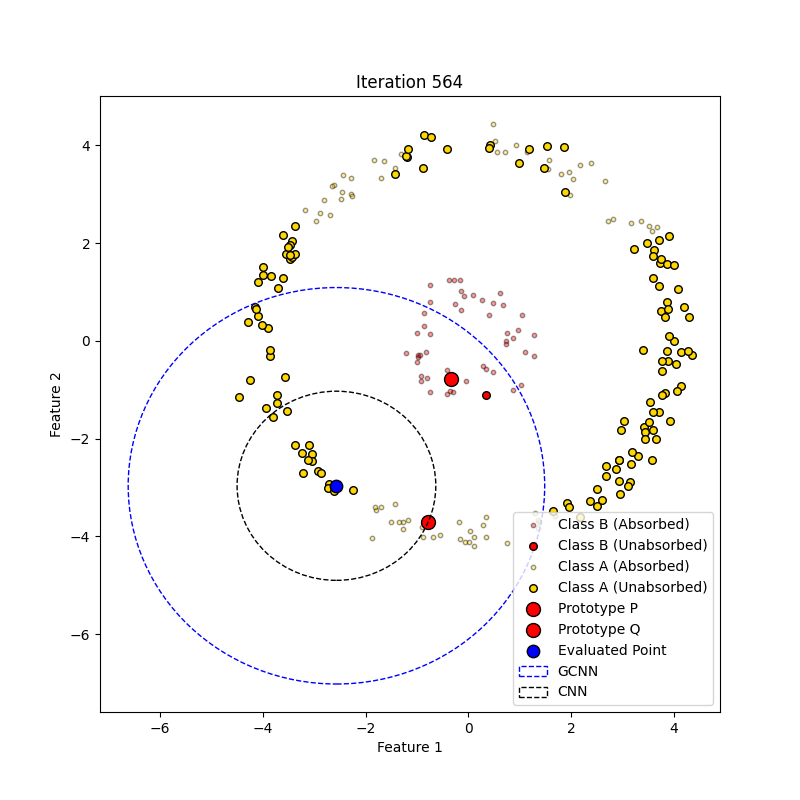 Iteration 564
4
2
0
−2
−4
−6
Feature 2
Class B (Absorbed)
Class B (Unabsorbed)
Class A (Absorbed)
Class A (Unabsorbed)
Prototype P
Prototype Q
Evaluated Point
GCNN
CNN
−6 −4 −2 0 2 4
Feature 1